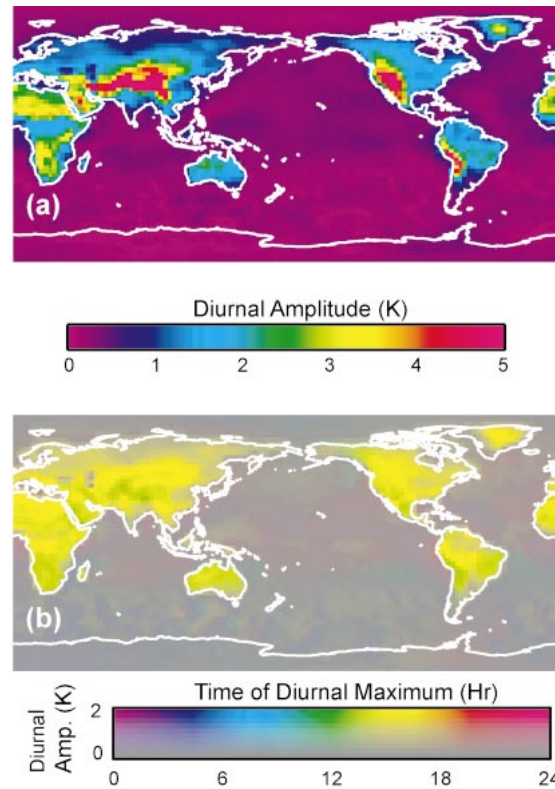 (a)
Diurnal Amplitude (K)
0 1 2 3 4 5
(b)
Time of Diurnal Maximum (Hr)
Diurnal
Amp. (K)
2
0
0 6 12 18 24